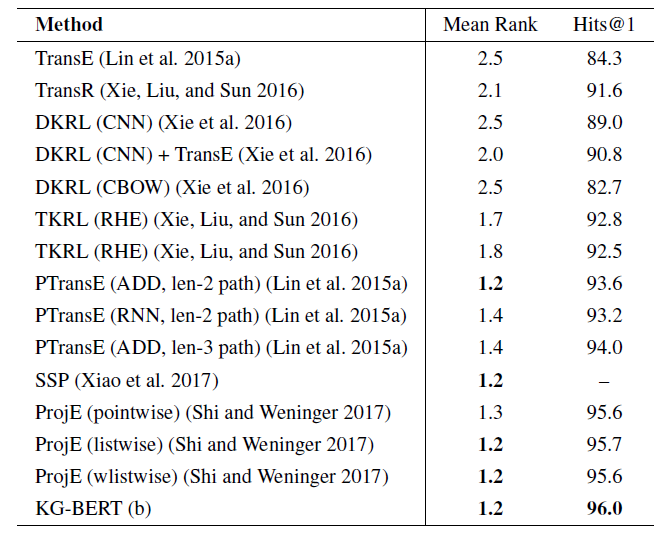 Method Mean Rank Hits@1
TransE (Lin et al. 2015a) 2.5 84.3
TransR (Xie, Liu, and Sun 2016) 2.1 91.6
DKRL (CNN) (Xie et al. 2016) 2.5 89.0
DKRL (CNN) + TransE (Xie et al. 2016) 2.0 90.8
DKRL (CBOW) (Xie et al. 2016) 2.5 82.7
TKRL (RHE) (Xie, Liu, and Sun 2016) 1.7 92.8
TKRL (RHE) (Xie, Liu, and Sun 2016) 1.8 92.5
PTransE (ADD, len-2 path) (Lin et al. 2015a) 1.2 93.6
PTransE (RNN, len-2 path) (Lin et al. 2015a) 1.4 93.2
PTransE (ADD, len-3 path) (Lin et al. 2015a) 1.4 94.0
SSP (Xiao et al. 2017) 1.2 –
ProjE (pointwise) (Shi and Weninger 2017) 1.3 95.6
ProjE (listwise) (Shi and Weninger 2017) 1.2 95.7
ProjE (wlistwise) (Shi and Weninger 2017) 1.2 95.6
KG-BERT (b) 1.2 96.0